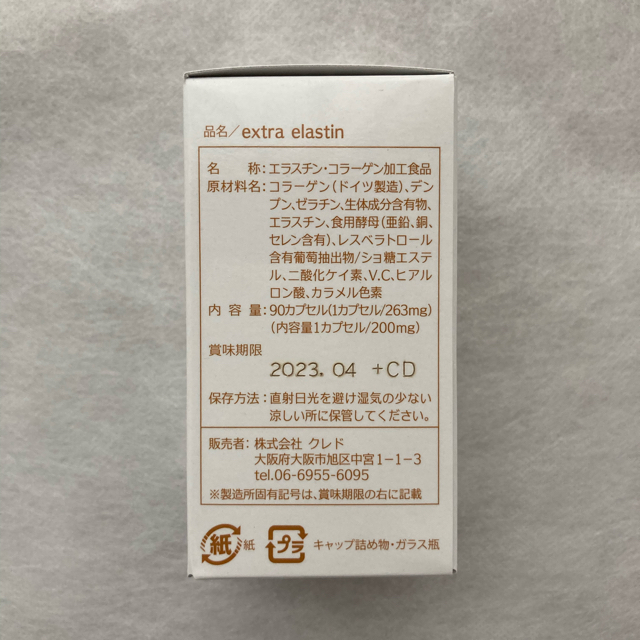 品名／extra elastin
名　　称：エラスチン・コラーゲン加工食品
原材料名：コラーゲン（ドイツ製造）、デン
プン、ゼラチン、生体成分含有物、
エラスチン、食用酵母（亜鉛、銅、
セレン含有）、レスベラトロール
含有葡萄抽出物／ショ糖エステ
ル、二酸化ケイ素、V.C、ヒアル
ロン酸、カラメル色素
内 容 量：90カプセル(1カプセル/263mg)
（内容量1カプセル/200mg）
賞味期限
2023.04 +CD
保存方法：直射日光を避け湿気の少ない
涼しい所に保管してください。
販売者：株式会社 クレド
大阪府大阪市旭区中宮1-1-3
tel.06-6955-6095
※製造所固有記号は、賞味期限の右に記載
紙 紙 プラ キャップ詰め物・ガラス瓶